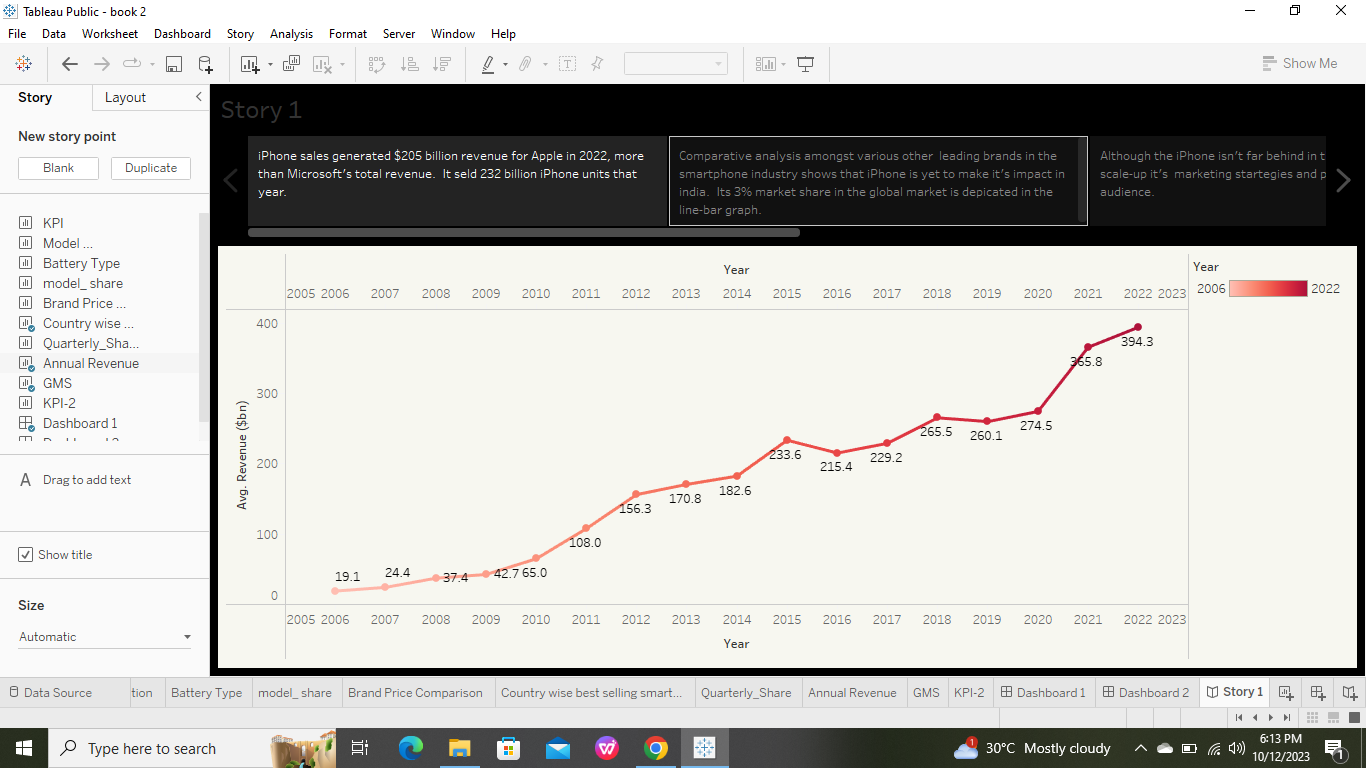 Tableau Public - book 2
File Data Worksheet Dashboard Story Analysis Format Server Window Help
Show Me
Story Layout
New story point
Blank Duplicate
KPI
Model ...
Battery Type
model_ share
Brand Price ...
Country wise ...
Quarterly_Sha...
Annual Revenue
GMS
KPI-2
Dashboard 1
A Drag to add text
Show title
Size
Automatic
Story 1
iPhone sales generated $205 billion revenue for Apple in 2022, more
than Microsoft's total revenue. It sell 232 billion iPhone units that
year.
Comparative analysis amongst various other leading brands in the
smartphone industry shows that iPhone is yet to make it's impact in
india. Its 3% market share in the global market is depicated in the
line-bar graph.
Although the iPhone isn't far behind in t
scale-up it's marketing startegies and p
audience.
Year
2005 2006 2007 2008 2009 2010 2011 2012 2013 2014 2015 2016 2017 2018 2019 2020 2021 2022 2023
Avg. Revenue ($bn)
400
300
200
100
0
19.1 24.4 37.4 42.7 65.0 108.0 156.3 170.8 182.6 233.6 215.4 229.2 265.5 260.1 274.5 365.8 394.3
2005 2006 2007 2008 2009 2010 2011 2012 2013 2014 2015 2016 2017 2018 2019 2020 2021 2022 2023
Year
Year
2006 2022
Data Source tion Battery Type model_ share Brand Price Comparison Country wise best selling smart... Quarterly_Share Annual Revenue GMS KPI-2 Dashboard 1 Dashboard 2 Story 1
Type here to search
1
30°C Mostly cloudy
6:13 PM
10/12/2023
1